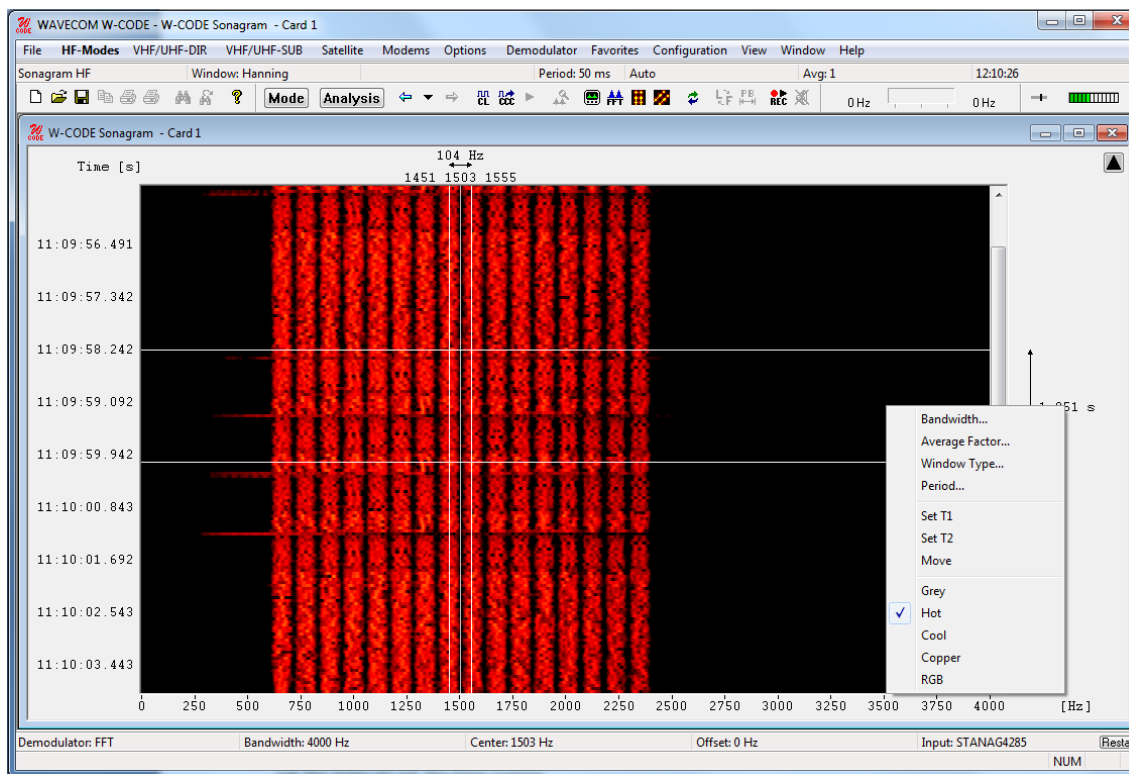 WAVECOM W-CODE - W-CODE Sonagram - Card 1
File HF-Modes VHF/UHF-DIR VHF/UHF-SUB Satellite Modems Options Demodulator Favorites Configuration View Window Help
Sonagram HF Window: Hanning Period: 50 ms Auto Avg: 1 12:10:26
Mode Analysis CL CCC FFT L F F PB REC 0 Hz 0 Hz
W-CODE Sonagram - Card 1
104 Hz
Time [s]
1451 1503 1555
11:09:56.491
11:09:57.342
11:09:58.242
11:09:59.092
11:09:59.942
11:10:00.843
11:10:01.692
11:10:02.543
11:10:03.443
051 s
Bandwidth...
Average Factor...
Window Type...
Period...
Set T1
Set T2
Move
Grey
Hot
Cool
Copper
RGB
0 250 500 750 1000 1250 1500 1750 2000 2250 2500 2750 3000 3250 3500 3750 4000 [Hz]
Demodulator: FFT Bandwidth: 4000 Hz Center: 1503 Hz Offset: 0 Hz Input: STANAG4285 Resta
NUM